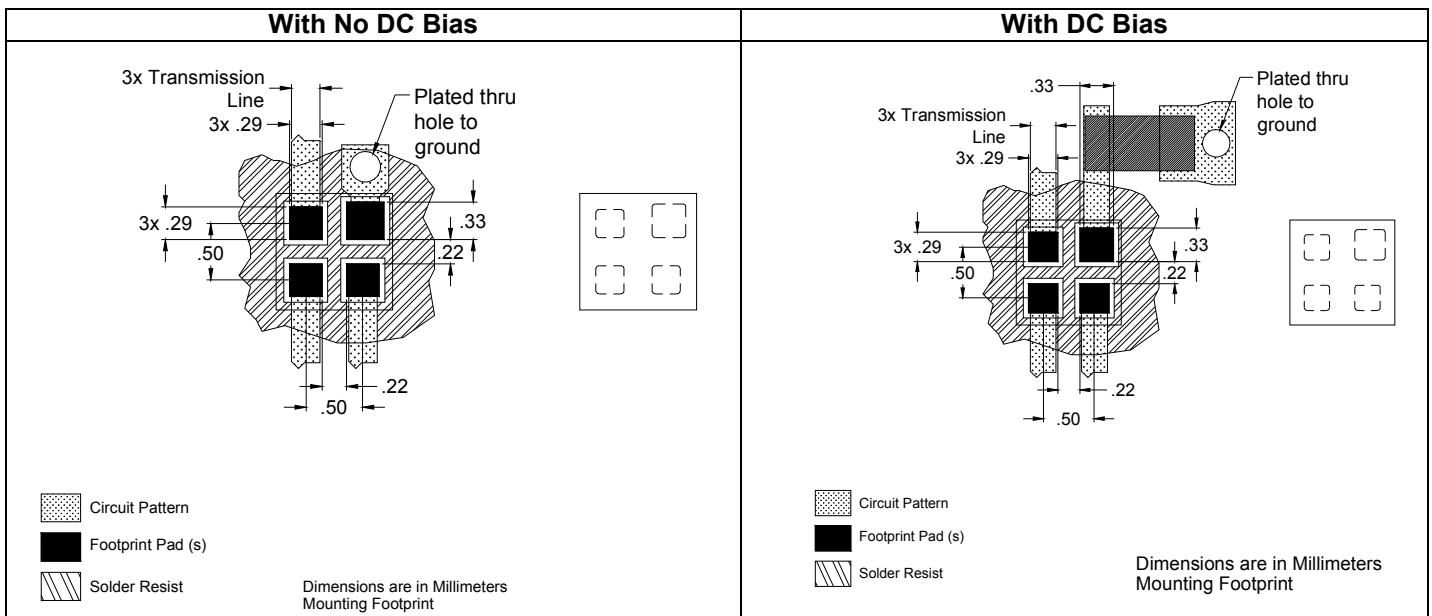 With No DC Bias
3x Transmission
Line
3x .29
Plated thru
hole to
ground
3x .29
.50
.33
.22
.22
.50
Circuit Pattern
Footprint Pad (s)
Solder Resist
Dimensions are in Millimeters
Mounting Footprint
With DC Bias
.33
Plated thru
hole to
ground
3x Transmission
Line
3x .29
3x .29
.50
.33
.22
.22
.50
Circuit Pattern
Footprint Pad (s)
Solder Resist
Dimensions are in Millimeters
Mounting Footprint